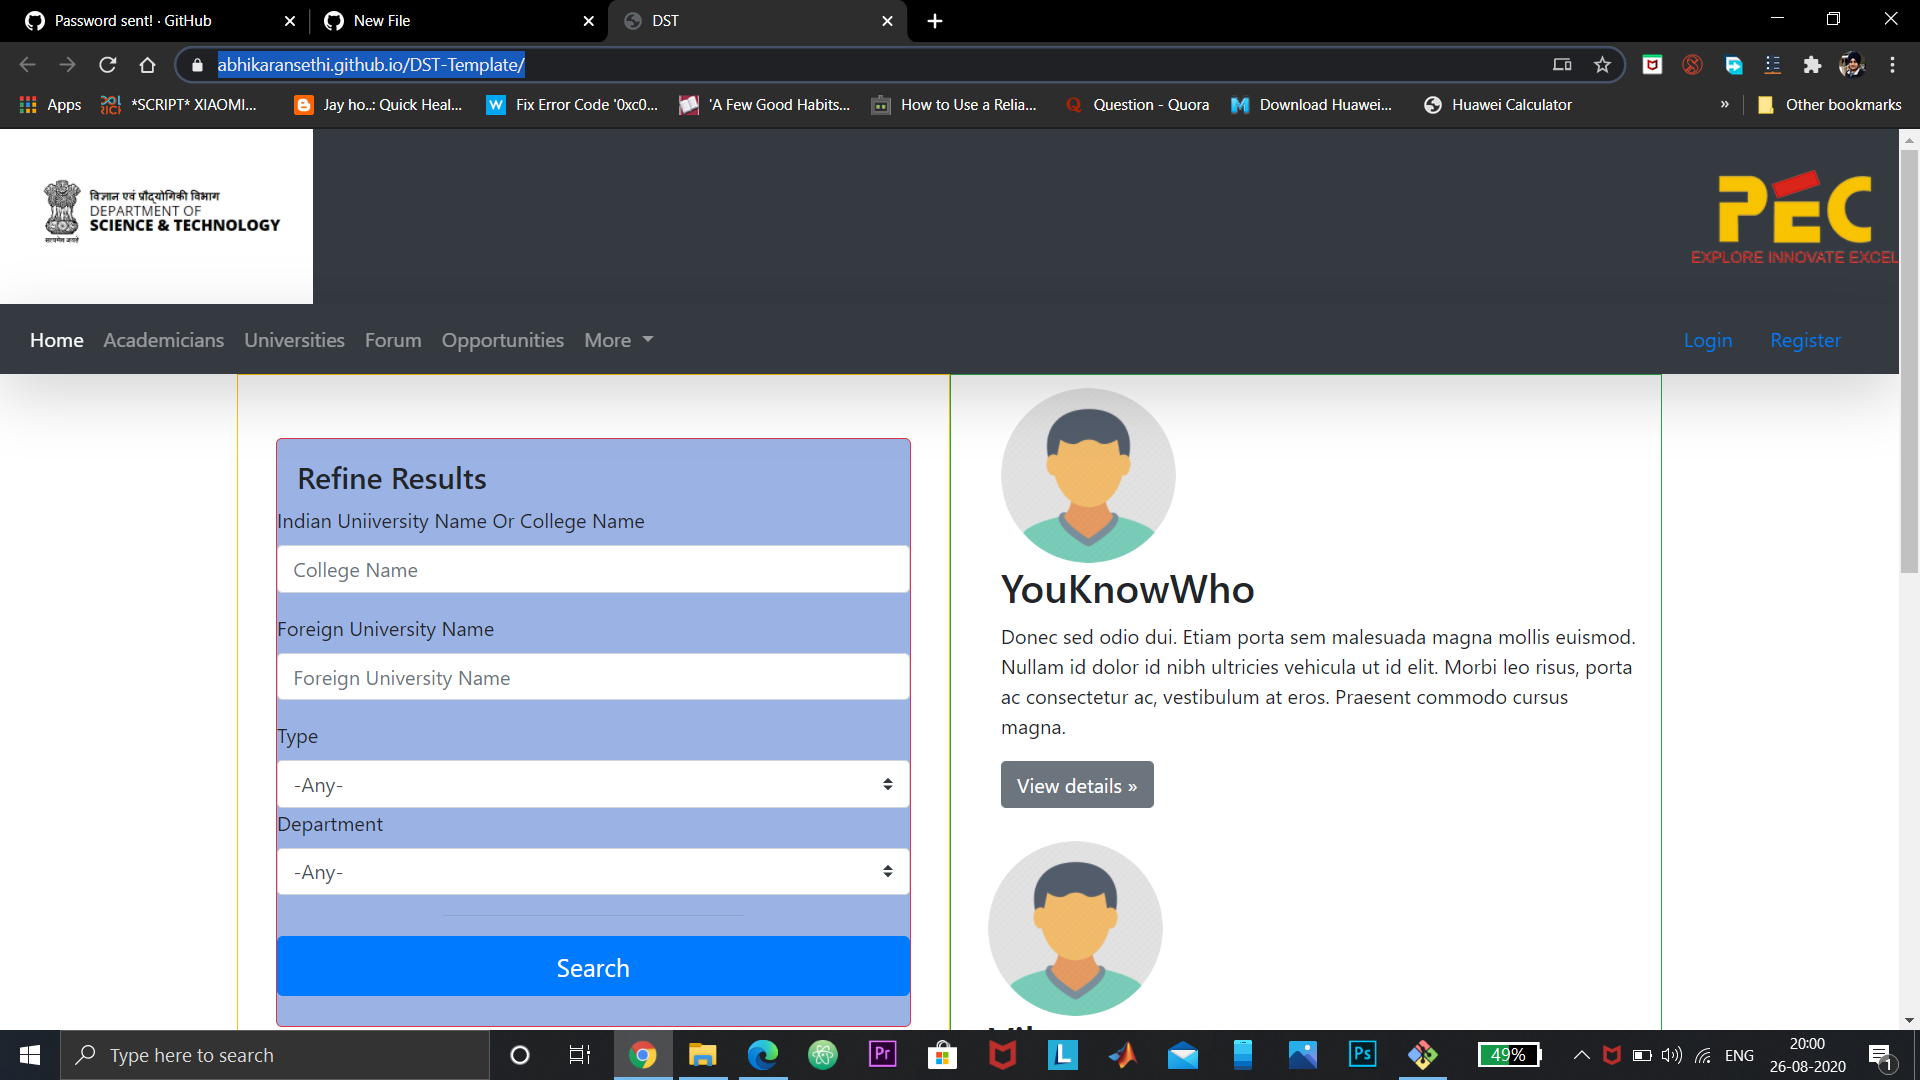 Password sent! · GitHub
New File
DST
abhikaransethi.github.io/DST-Template/
Apps
*SCRIPT* XIAOMI...
Jay ho..: Quick Heal...
Fix Error Code '0xc0...
'A Few Good Habits...
How to Use a Relia...
Question - Quora
Download Huawei...
Huawei Calculator
»
Other bookmarks
विज्ञान एवं प्रौद्योगिकी विभाग
DEPARTMENT OF
SCIENCE & TECHNOLOGY
सत्यमेव जयते
PEC
EXPLORE INNOVATE EXCEL
Home
Academicians
Universities
Forum
Opportunities
More
Login
Register
Refine Results
Indian Uniiversity Name Or College Name
College Name
Foreign University Name
Foreign University Name
Type
-Any-
Department
-Any-
Search
YouKnowWho
Donec sed odio dui. Etiam porta sem malesuada magna mollis euismod.
Nullam id dolor id nibh ultricies vehicula ut id elit. Morbi leo risus, porta
ac consectetur ac, vestibulum at eros. Praesent commodo cursus
magna.
View details »
Type here to search
Pr
L
Ps
49%
ENG
20:00
26-08-2020
1